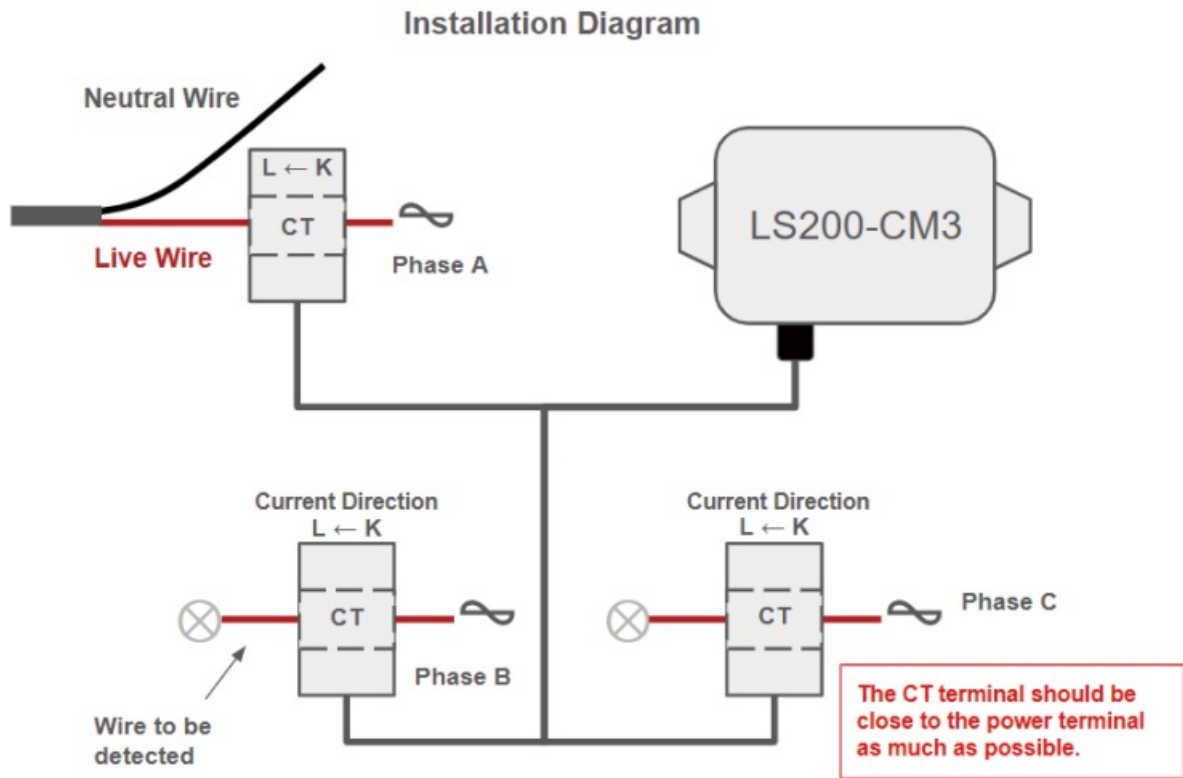 Installation Diagram
Neutral Wire
L ← K
CT
Live Wire
Phase A
LS200-CM3
Current Direction
L ← K
CT
Phase B
Wire to be
detected
Current Direction
L ← K
CT
Phase C
The CT terminal should be
close to the power terminal
as much as possible.